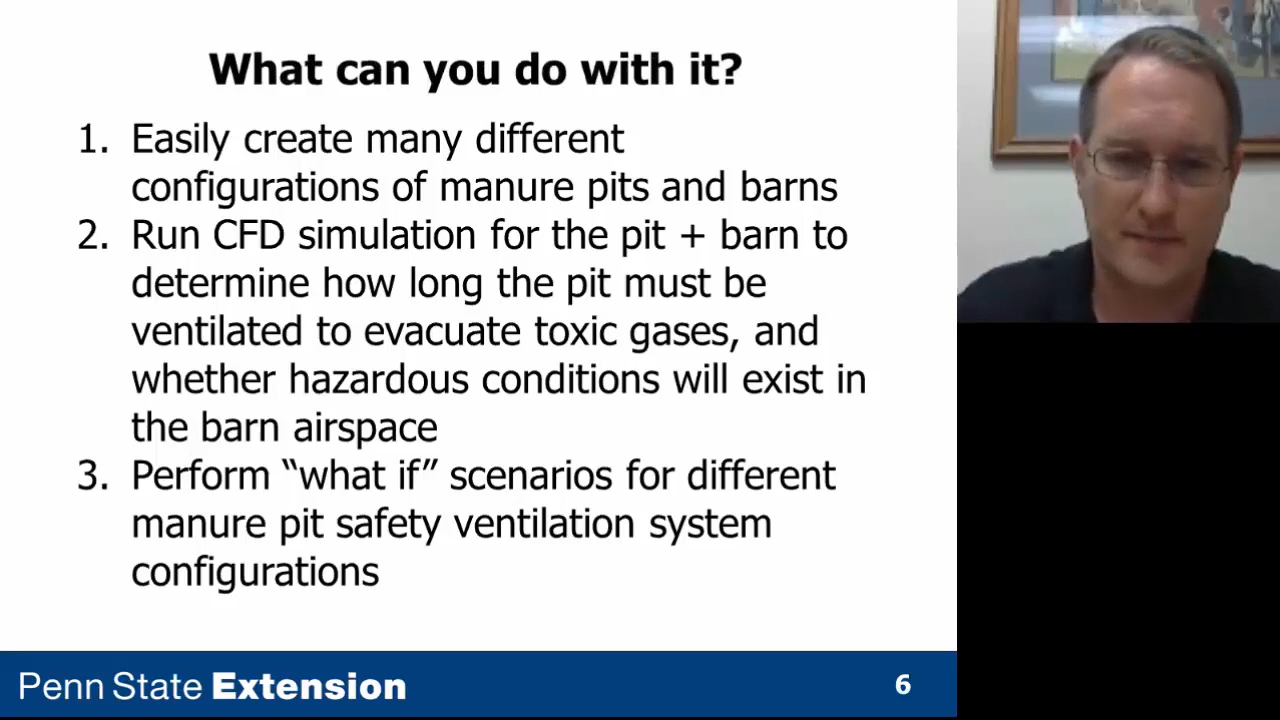 What can you do with it?
1. Easily create many different
configurations of manure pits and barns
2. Run CFD simulation for the pit + barn to
determine how long the pit must be
ventilated to evacuate toxic gases, and
whether hazardous conditions will exist in
the barn airspace
3. Perform “what if” scenarios for different
manure pit safety ventilation system
configurations
Penn State Extension
6